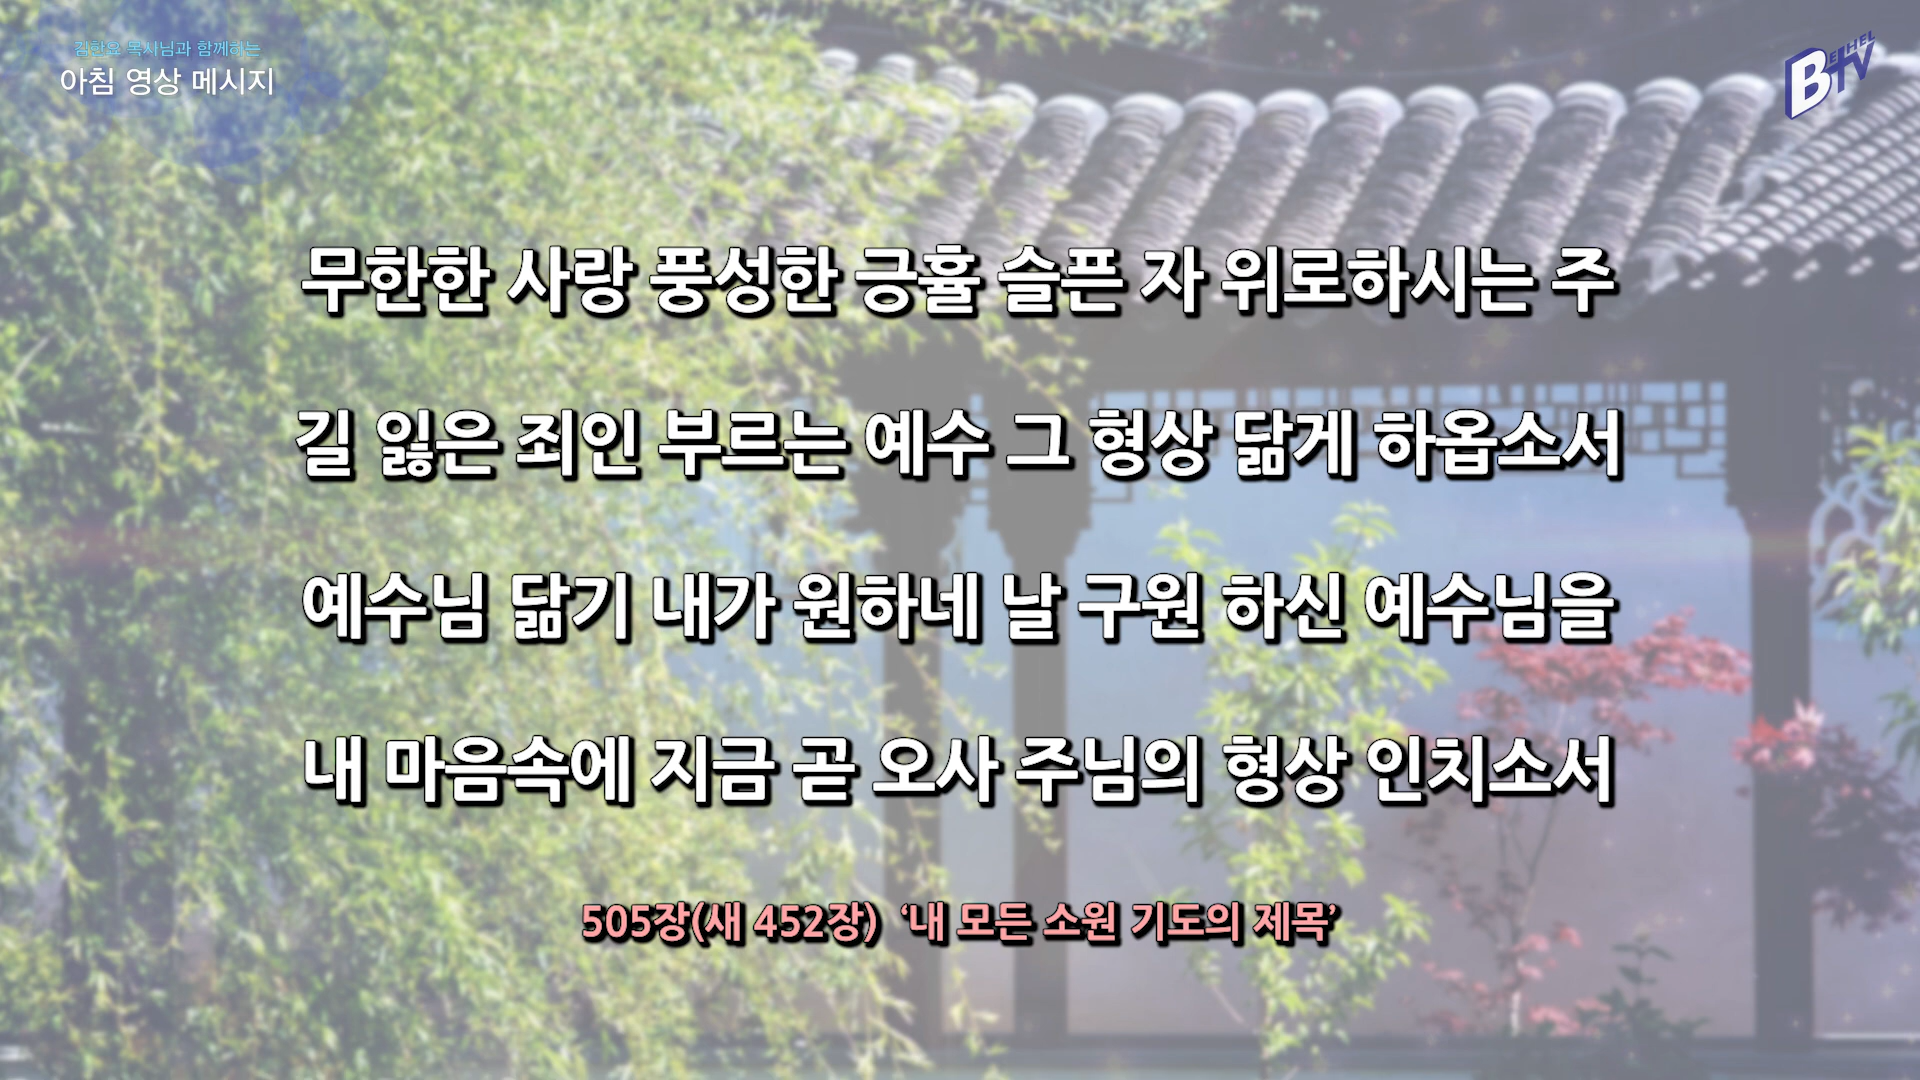 김한요 목사님과 함께하는
아침 영상 메시지
BETHEL TV
무한한 사랑 풍성한 긍휼 슬픈 자 위로하시는 주
길 잃은 죄인 부르는 예수 그 형상 닮게 하옵소서
예수님 닮기 내가 원하네 날 구원 하신 예수님을
내 마음속에 지금 곧 오사 주님의 형상 인치소서
505장(새 452장) ‘내 모든 소원 기도의 제목’